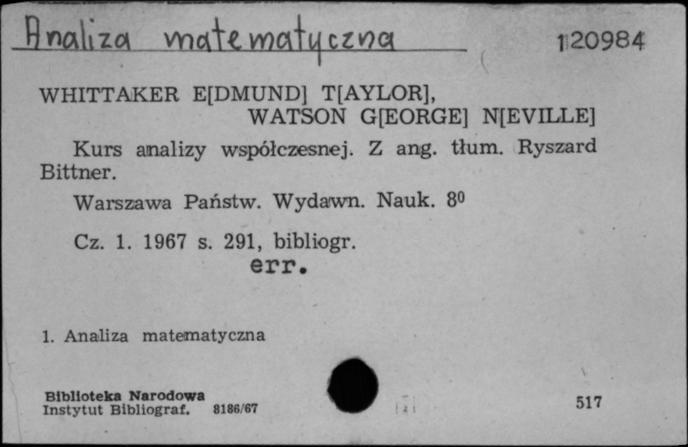 Analiza matematyczna 120984
WHITTAKER E[DMUND] T[AYLOR],
WATSON G[EORGE] N[EVILLE]
Kurs analizy współczesnej. Z ang. tłum. Ryszard
Bittner.
Warszawa Państw. Wydawn. Nauk. 8⁰
Cz. 1. 1967 s. 291, bibliogr.
err.
1. Analiza matematyczna
Biblioteka Narodowa
Instytut Bibliograf. 8186/67 517